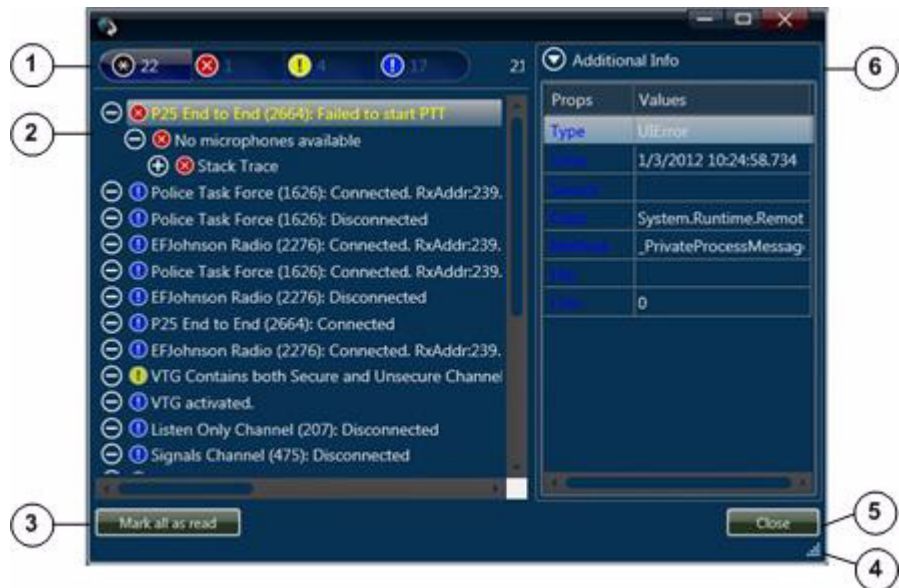 1
2
3
4
5
6
22 1 4 17 21
P25 End to End (2664): Failed to start PTT
No microphones available
Stack Trace
Police Task Force (1626): Connected. RxAddr:239.
Police Task Force (1626): Disconnected
EFJohnson Radio (2276): Connected. RxAddr:239.
Police Task Force (1626): Connected. RxAddr:239.
EFJohnson Radio (2276): Disconnected
P25 End to End (2664): Connected
EFJohnson Radio (2276): Connected. RxAddr:239.
VTG Contains both Secure and Unsecure Channel
VTG activated.
Listen Only Channel (207): Disconnected
Signals Channel (475): Disconnected
Mark all as read
Additional Info
Props Values
Type UIError
1/3/2012 10:24:58.734
System.Runtime.Remot
_PrivateProcessMessag
0
Close